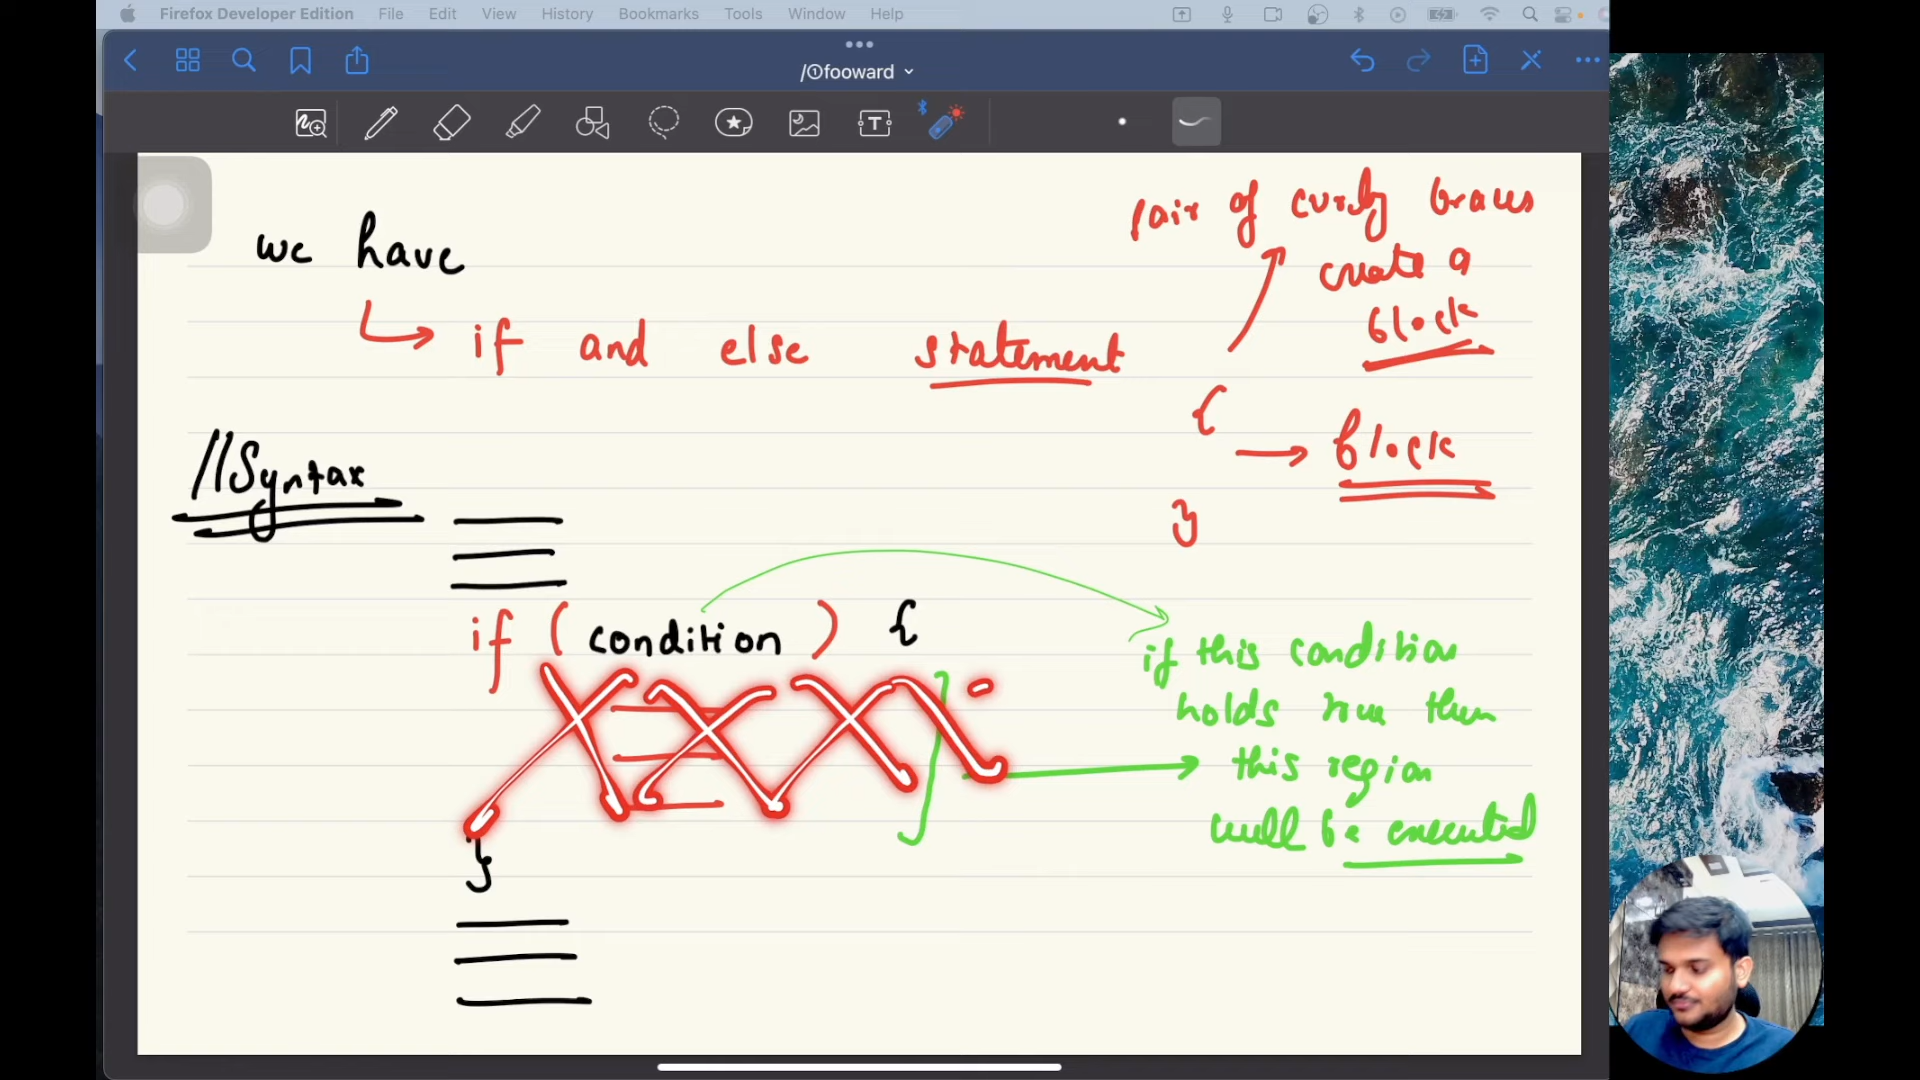 Firefox Developer Edition File Edit View History Bookmarks Tools Window Help
/①fooward
T
we have
if and else statement
pair of curly braces
create a
block
{
→ block
}
//Syntax
if ( condition ) {
}
if this condition
holds true then
this region
will be executed